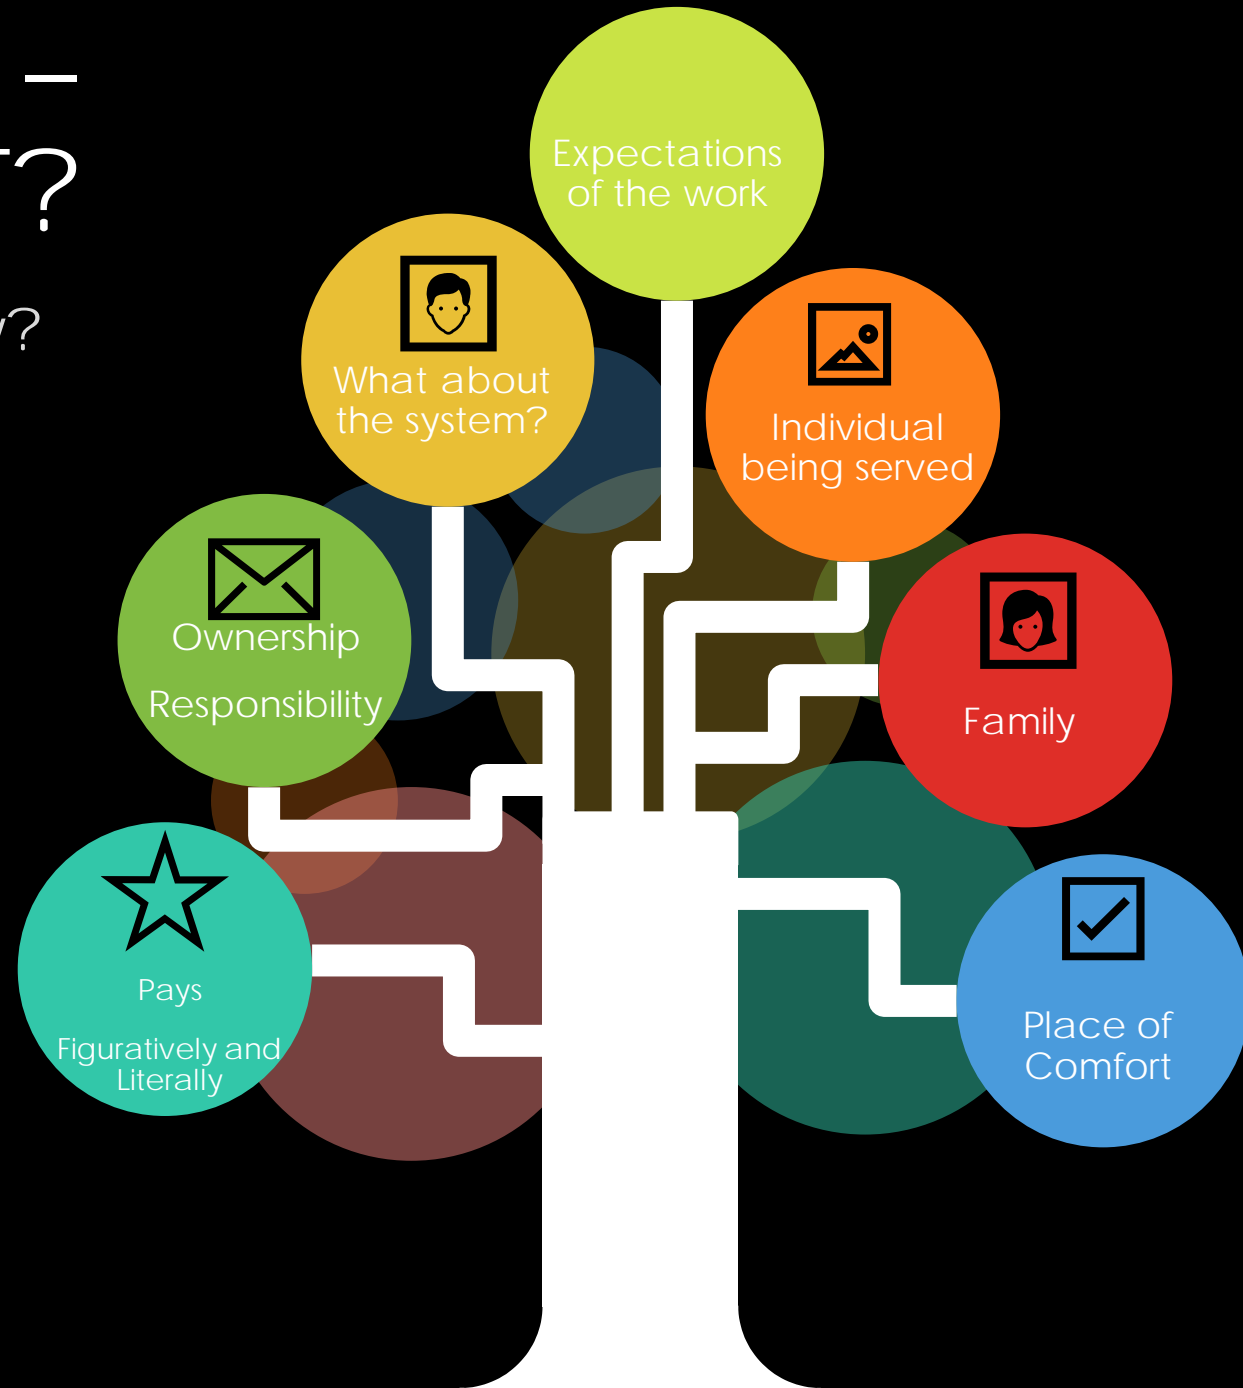 –
?
?
Expectations
of the work
What about
the system?
Individual
being served
Ownership
Responsibility
Family
Pays
Figuratively and
Literally
Place of
Comfort